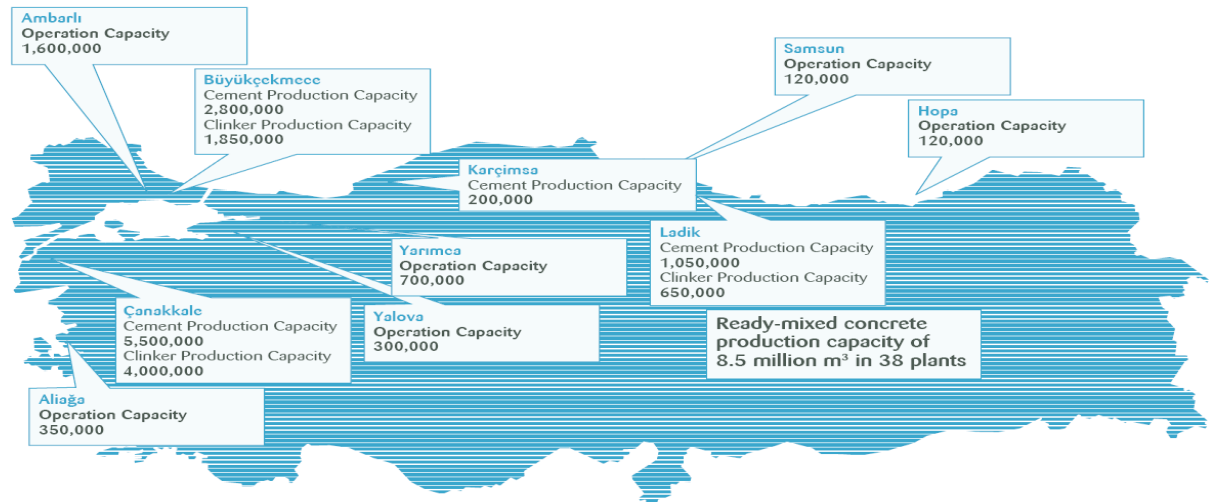 Ambarlı
Operation Capacity
1,600,000
Büyükçekmece
Cement Production Capacity
2,800,000
Clinker Production Capacity
1,850,000
Samsun
Operation Capacity
120,000
Hopa
Operation Capacity
120,000
Karçimsa
Cement Production Capacity
200,000
Ladik
Cement Production Capacity
1,050,000
Clinker Production Capacity
650,000
Yarımca
Operation Capacity
700,000
Çanakkale
Cement Production Capacity
5,500,000
Clinker Production Capacity
4,000,000
Yalova
Operation Capacity
300,000
Ready-mixed concrete
production capacity of
8.5 million m³ in 38 plants
Aliağa
Operation Capacity
350,000